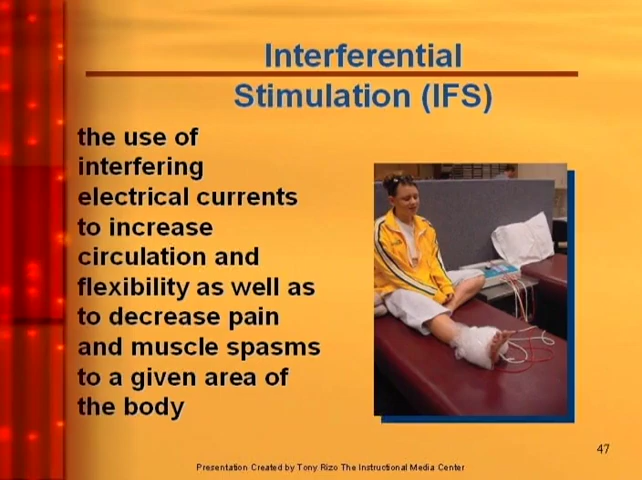 Interferential
Stimulation (IFS)
the use of
interfering
electrical currents
to increase
circulation and
flexibility as well as
to decrease pain
and muscle spasms
to a given area of
the body
47
Presentation Created by Tony Rizo The Instructional Media Center